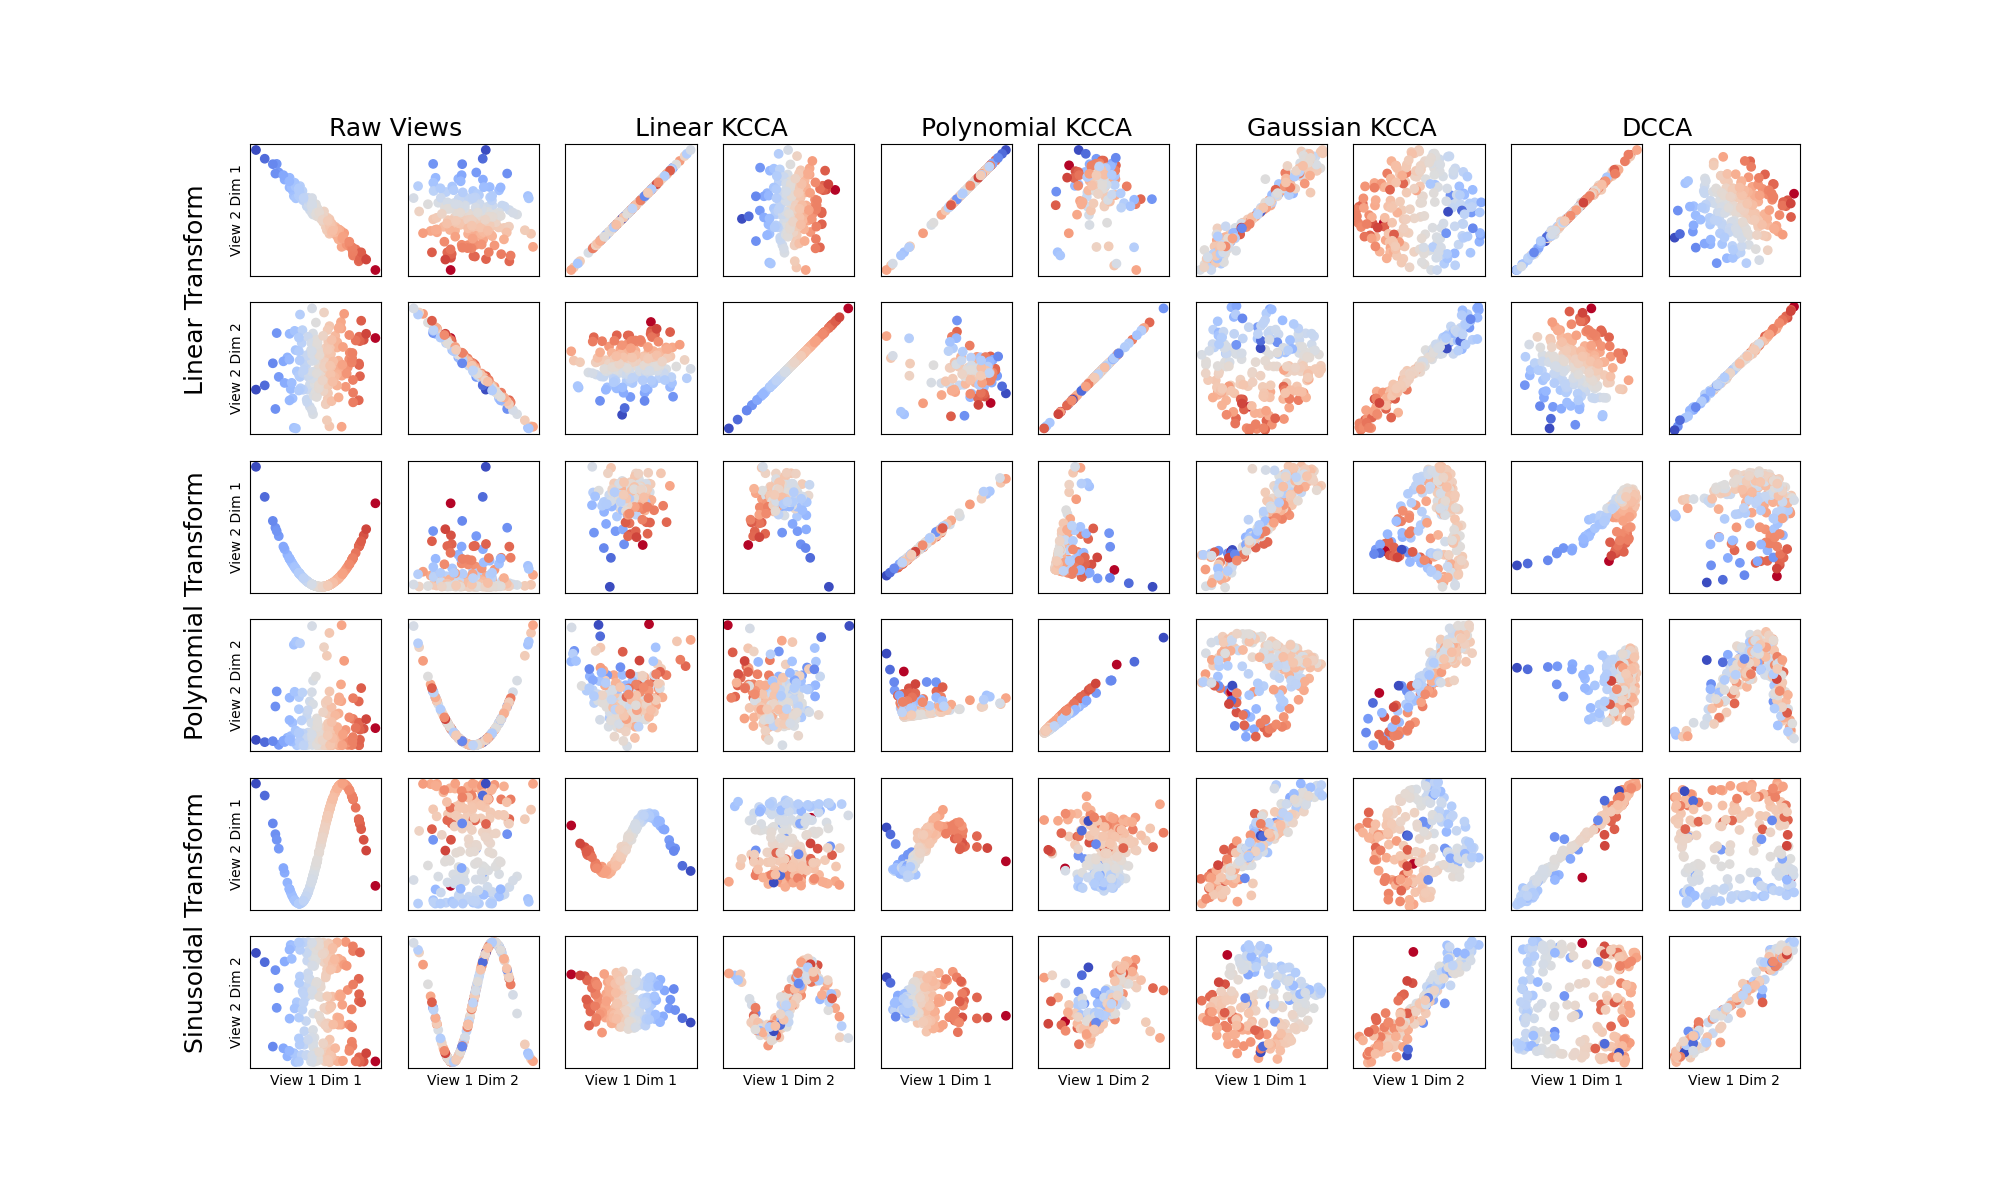 Raw Views
Linear KCCA
Polynomial KCCA
Gaussian KCCA
DCCA
Linear Transform
View 2 Dim 1
View 2 Dim 2
Polynomial Transform
View 2 Dim 1
View 2 Dim 2
Sinusoidal Transform
View 2 Dim 1
View 2 Dim 2
View 1 Dim 1
View 1 Dim 2
View 1 Dim 1
View 1 Dim 2
View 1 Dim 1
View 1 Dim 2
View 1 Dim 1
View 1 Dim 2
View 1 Dim 1
View 1 Dim 2